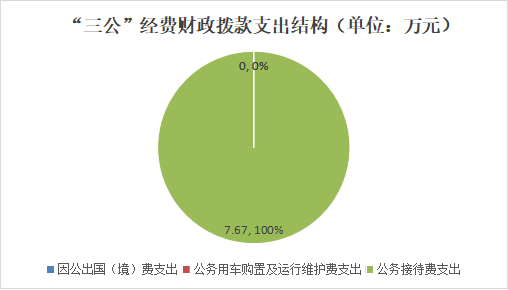 “三公”经费财政拨款支出结构（单位：万元）
0, 0%
7.67, 100%
因公出国（境）费支出 公务用车购置及运行维护费支出 公务接待费支出